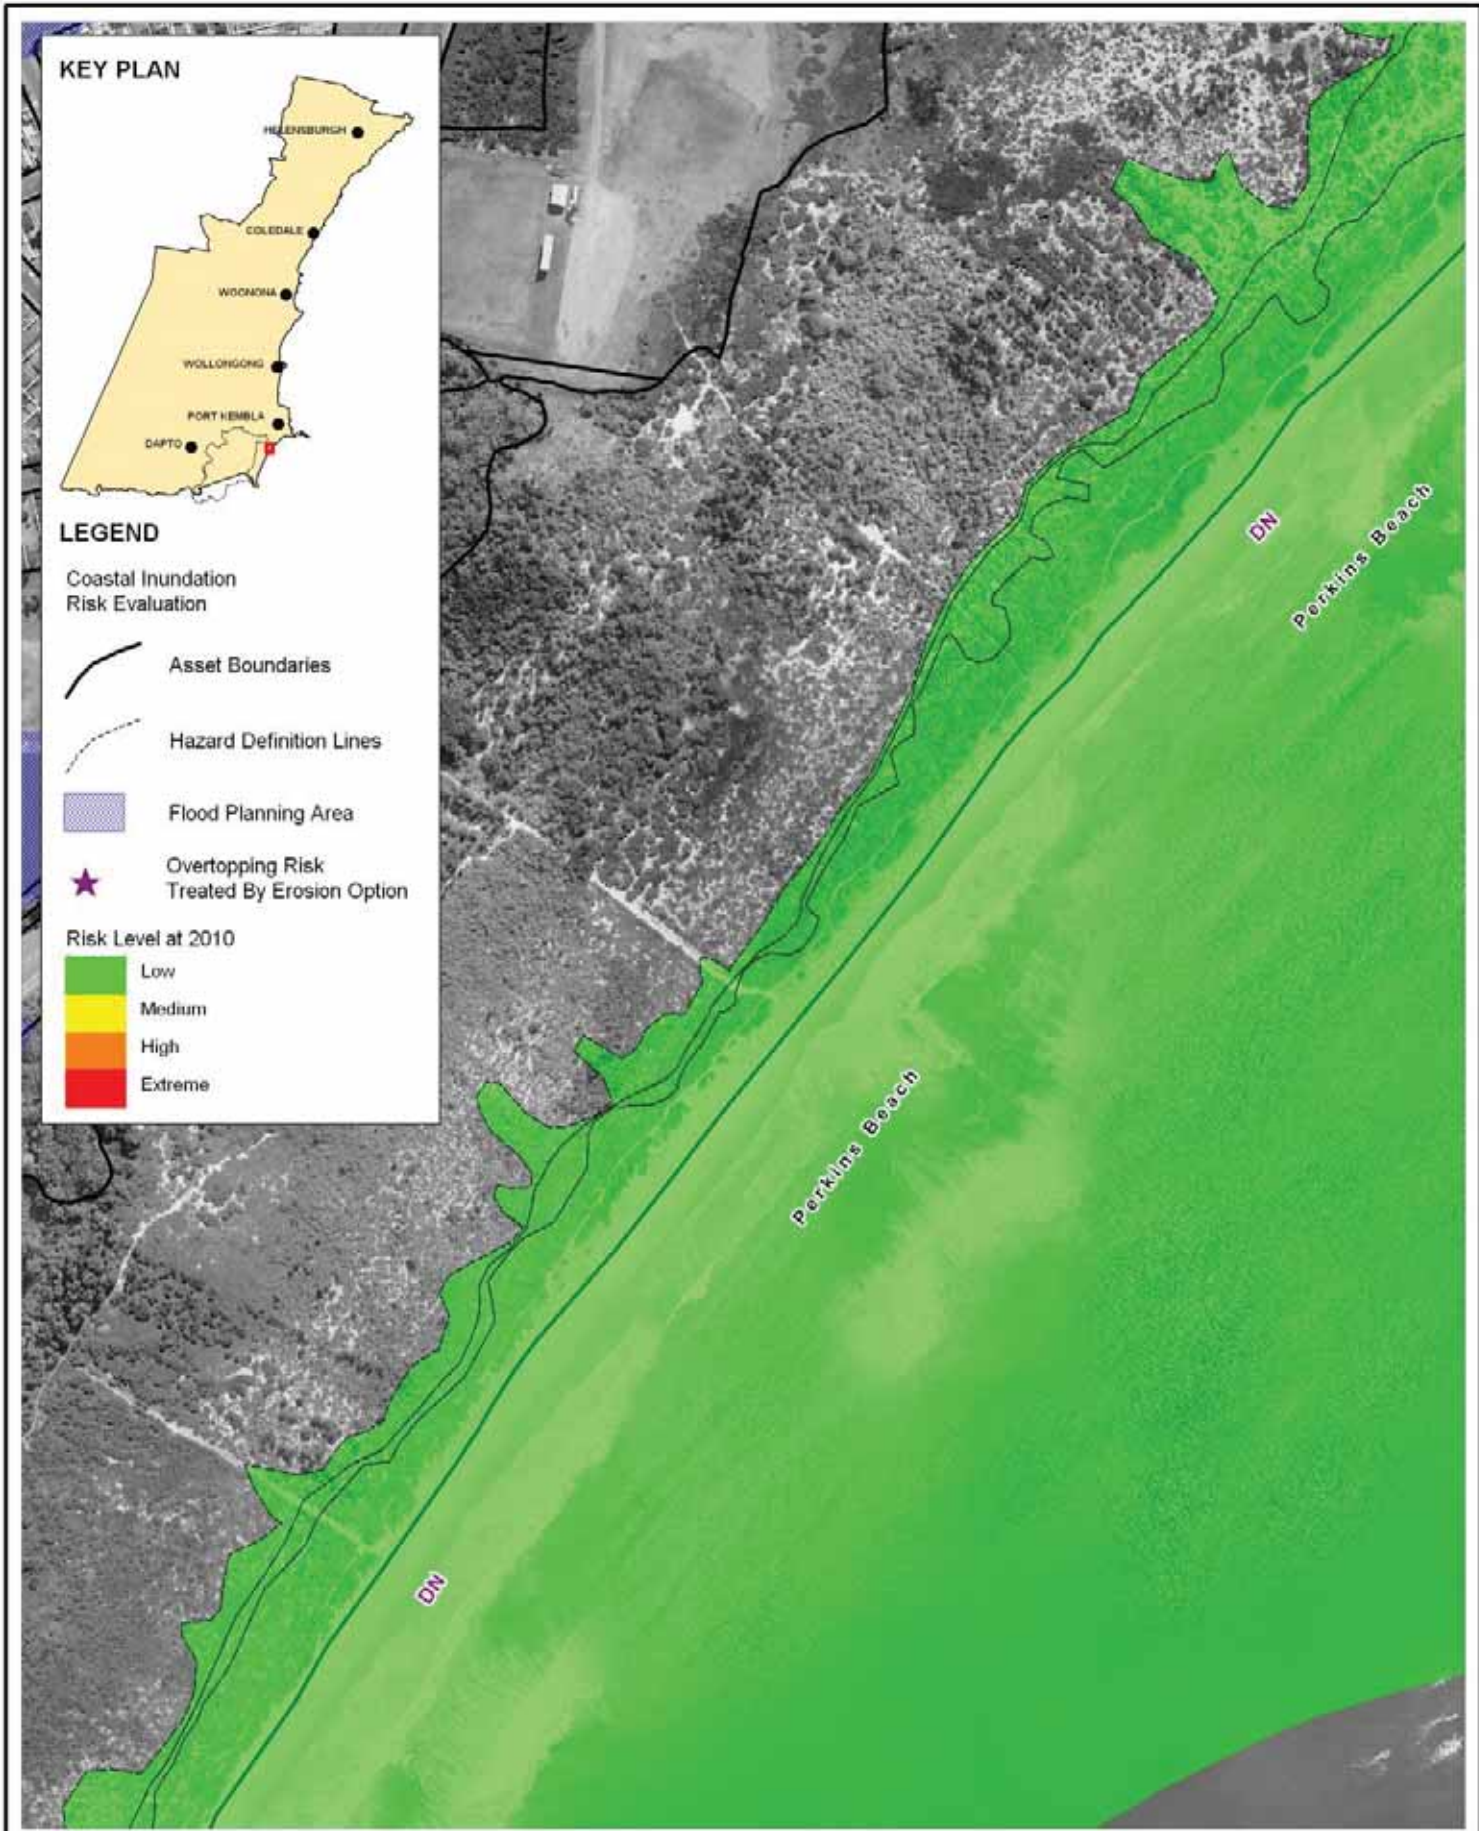 KEY PLAN
HELENSBURGH
COLEDALE
WOONONA
WOLLONGONG
PORT KEMBLA
DAPTO
LEGEND
Coastal Inundation
Risk Evaluation
Asset Boundaries
Hazard Definition Lines
Flood Planning Area
Overtopping Risk
Treated By Erosion Option
Risk Level at 2010
Low
Medium
High
Extreme
DN
Perkins Beach
Perkins Beach
DN